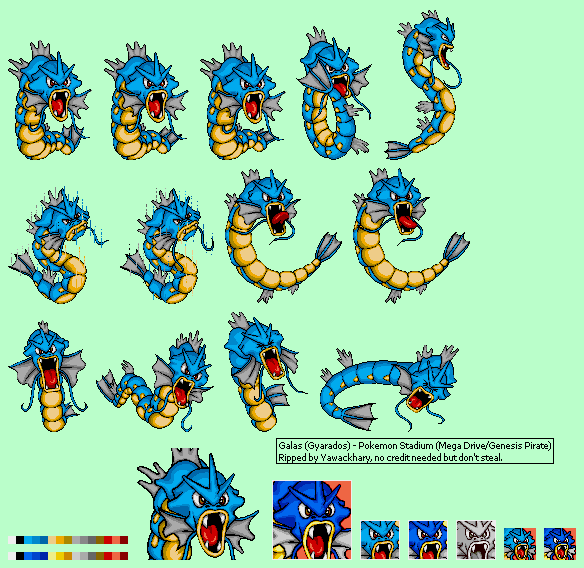 Galas (Gyarados) - Pokemon Stadium (Mega Drive/Genesis Pirate)
Ripped by Yawackhary, no credit needed but don't steal.